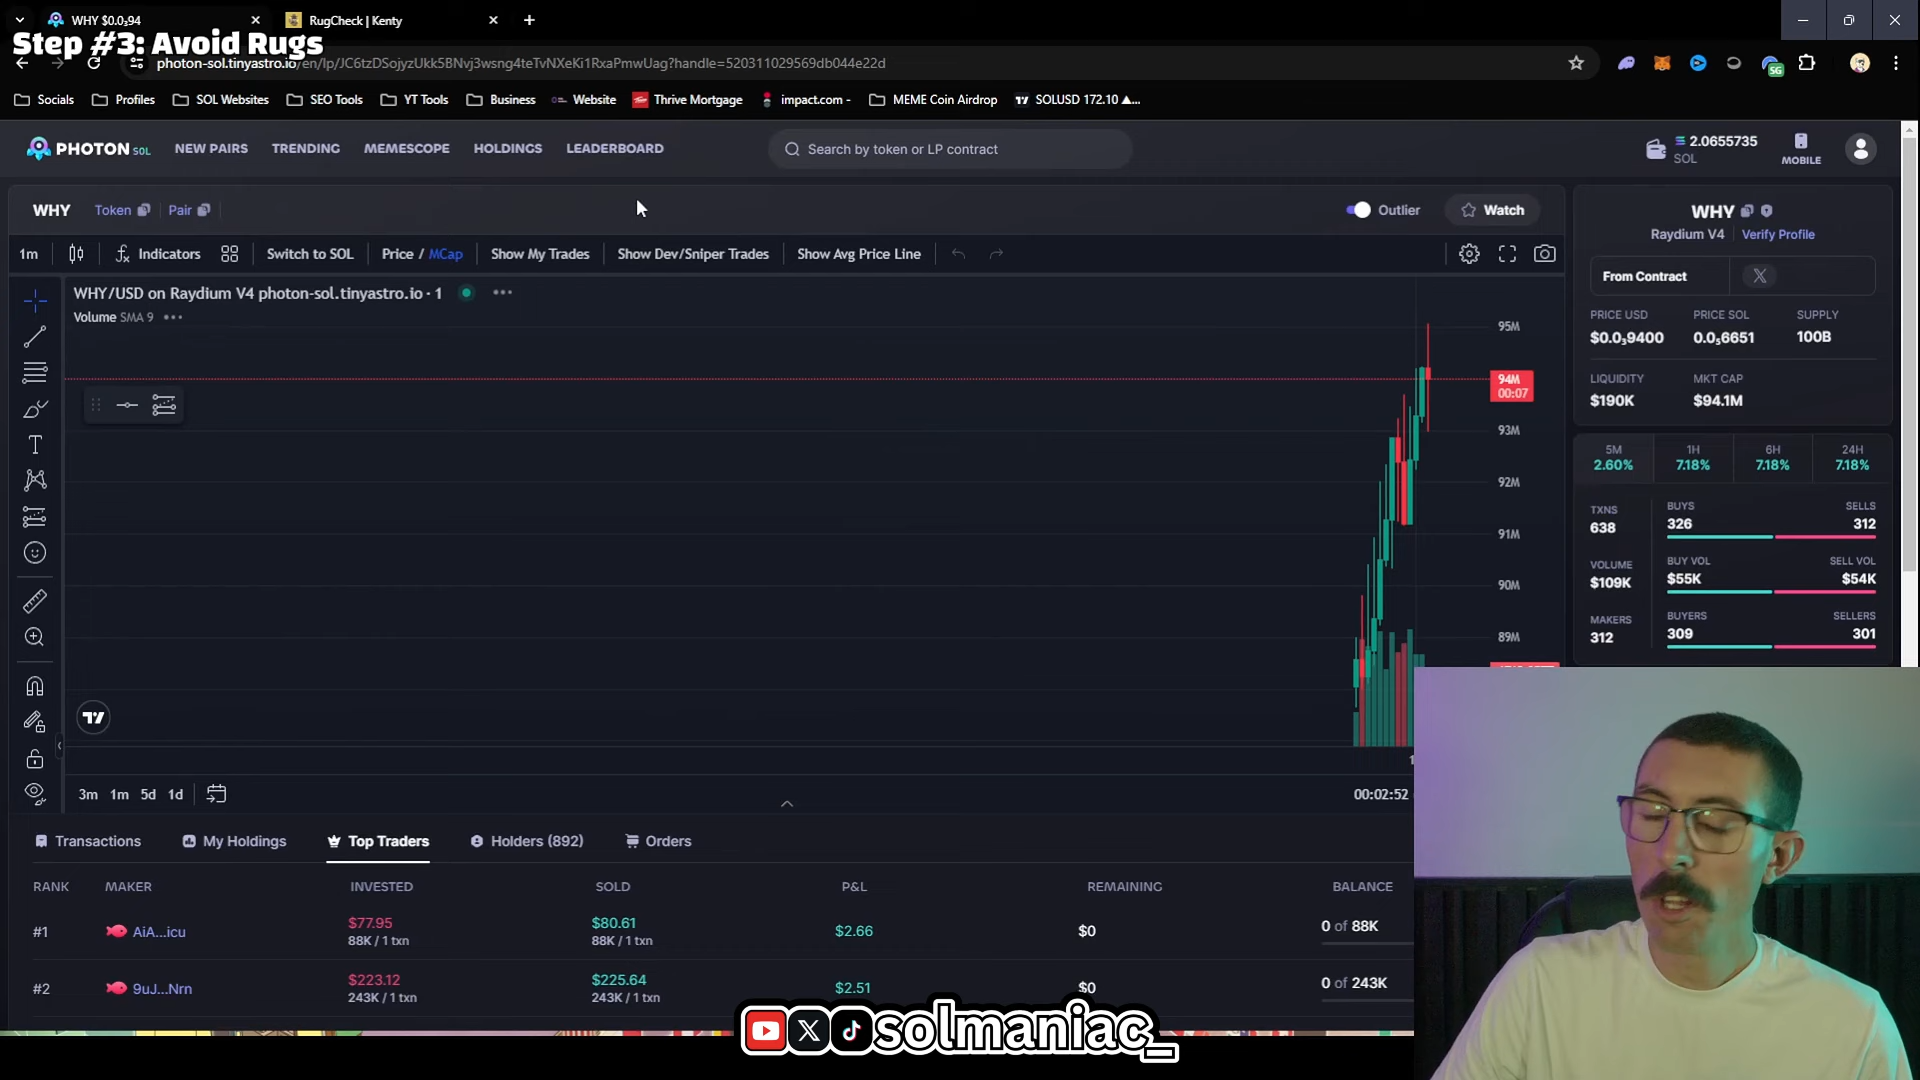 WHY $0.0₃94
RugCheck | Kenty
Step #3: Avoid Rugs
photon-sol.tinyastro.io/en/lp/JC6tzDSojyzUkk5BNvj3wsng4teTvNXeKi1RxaPmwUag?handle=520311029569db044e22d
SG
Socials Profiles SOL Websites SEO Tools YT Tools Business Website Thrive Mortgage impact.com - MEME Coin Airdrop SOLUSD 172.10 ▲...
PHOTON SOL NEW PAIRS TRENDING MEMESCOPE HOLDINGS LEADERBOARD Search by token or LP contract 2.0655735
SOL MOBILE
WHY Token Pair Outlier Watch
1m Indicators Switch to SOL Price / MCap Show My Trades Show Dev/Sniper Trades Show Avg Price Line
WHY/USD on Raydium V4 photon-sol.tinyastro.io · 1
Volume SMA 9
95M
94M
00:07
93M
92M
91M
90M
89M
WHY
Raydium V4 Verify Profile
From Contract
PRICE USD PRICE SOL SUPPLY
$0.0₃9400 0.0₅6651 100B
LIQUIDITY MKT CAP
$190K $94.1M
5M 1H 6H 24H
2.60% 7.18% 7.18% 7.18%
TXNS BUYS SELLS
638 326 312
VOLUME BUY VOL SELL VOL
$109K $55K $54K
MAKERS BUYERS SELLERS
312 309 301
3m 1m 5d 1d 00:02:52
Transactions My Holdings Top Traders Holders (892) Orders
RANK MAKER INVESTED SOLD P&L REMAINING BALANCE
#1 AiA...icu $77.95 $80.61 $2.66 $0 0 of 88K
88K / 1 txn 88K / 1 txn
#2 9uJ...Nrn $223.12 $225.64 $2.51 $0 0 of 243K
243K / 1 txn 243K / 1 txn
solmaniac_